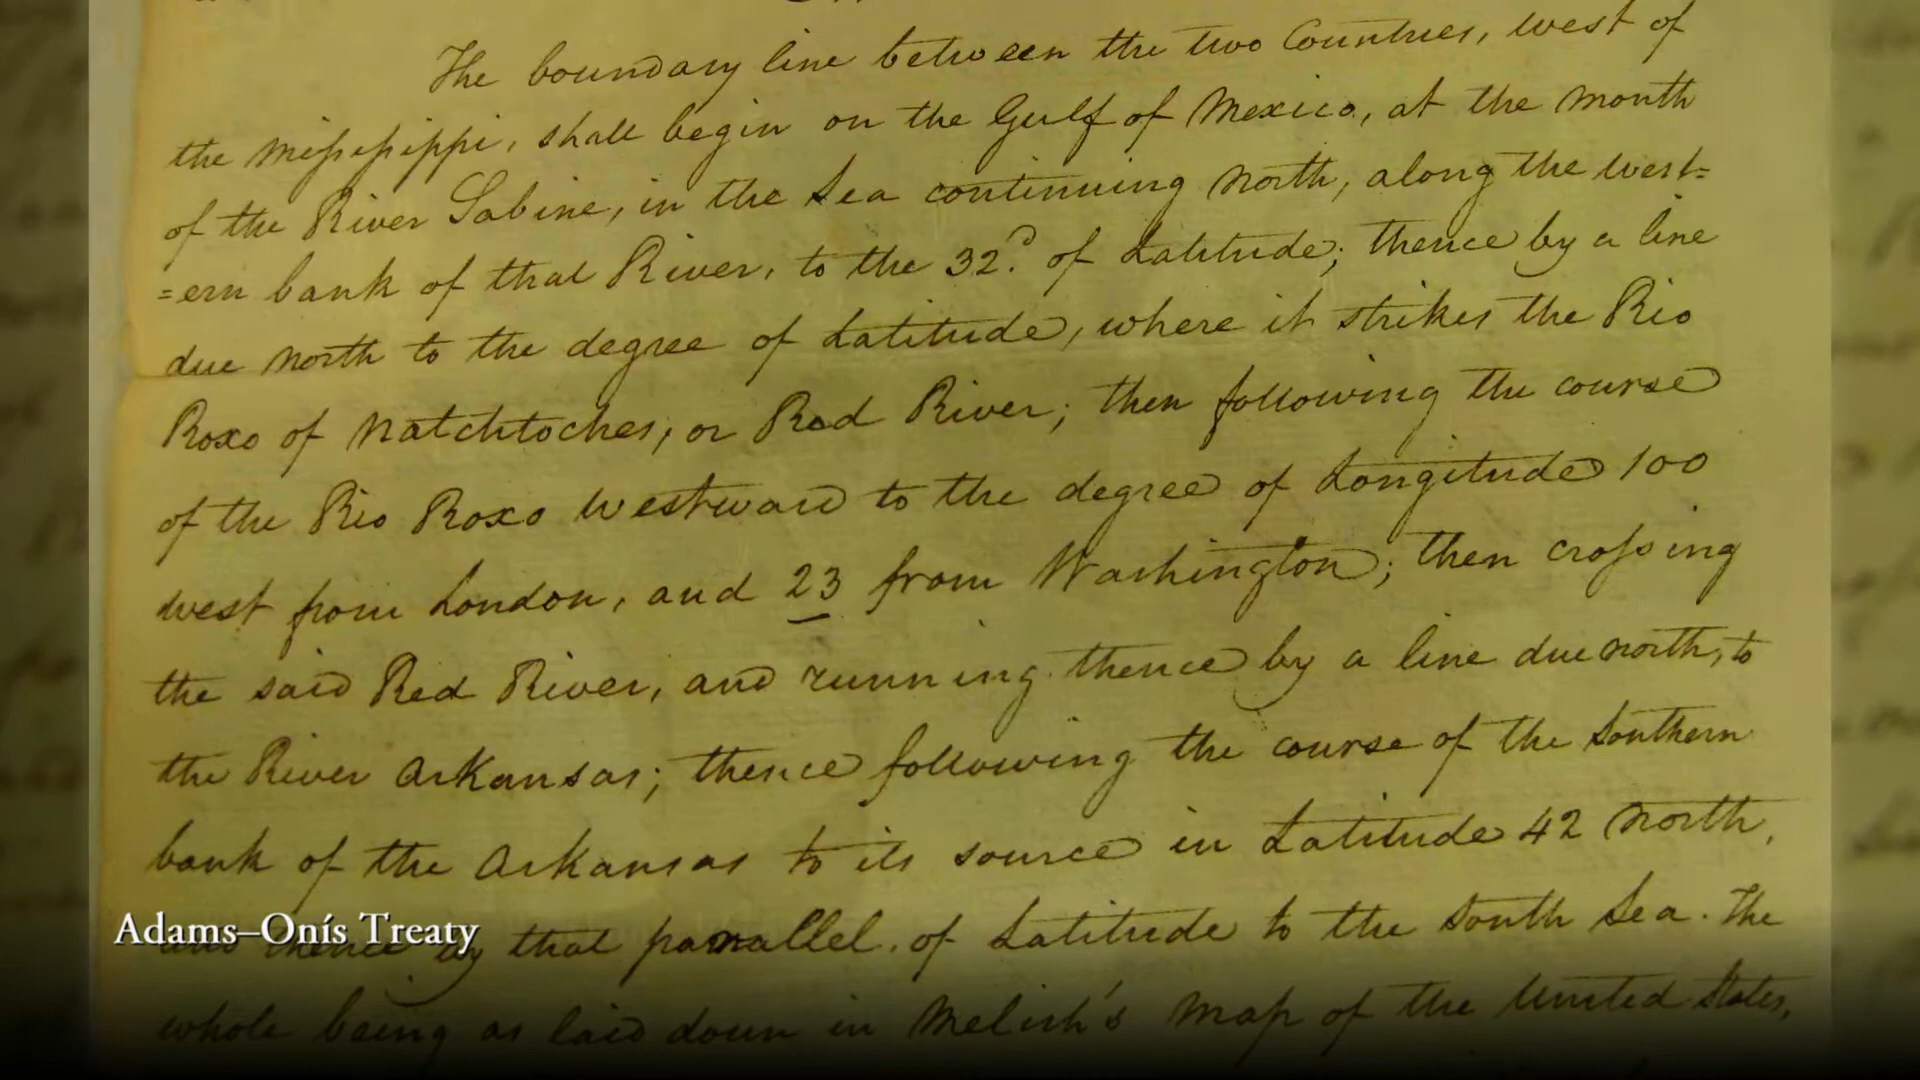 The boundary line between the two Countries, west of
the Missisippi, shall begin on the Gulf of Mexico, at the mouth
of the River Sabine, in the Sea continuing north, along the west=
=ern bank of that River, to the 32.d of Latitude; thence by a line
due north to the degree of Latitude, where it strikes the Rio
Roxo of Natchtoches, or Red River; then following the course
of the Rio Roxo westward to the degree of Longitude 100
west from London, and 23 from Washington; then crossing
the said Red River, and running thence by a line due north, to
the River Arkansas; thence following the course of the Southern
bank of the Arkansas to its source in Latitude 42 north,
thence by that parallel of Latitude to the South Sea. The
Adams–Onís Treaty
whole being as laid down in Melish's Map of the United States,